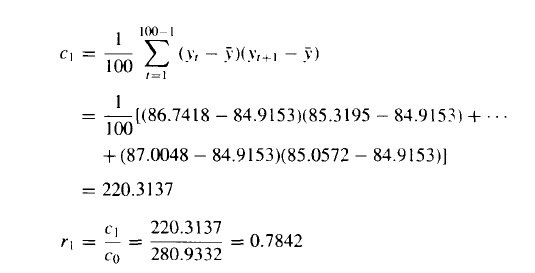 c₁ = 1/100 ∑_{t=1}^{100−1} (y_t − ȳ)(y_{t+1} − ȳ)
= 1/100 [(86.7418 − 84.9153)(85.3195 − 84.9153) + ···
+ (87.0048 − 84.9153)(85.0572 − 84.9153)]
= 220.3137
r₁ = c₁/c₀ = 220.3137/280.9332 = 0.7842